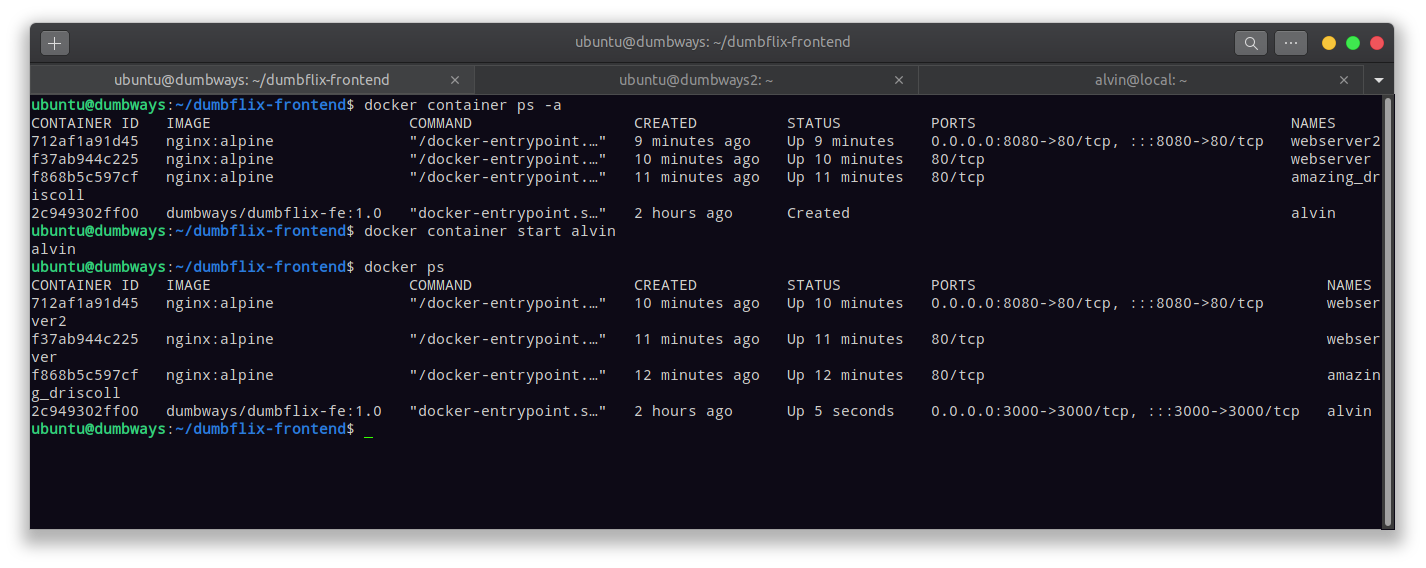 ubuntu@dumbways: ~/dumbflix-frontend
ubuntu@dumbways: ~/dumbflix-frontend × ubuntu@dumbways2: ~ × alvin@local: ~ ×
ubuntu@dumbways:~/dumbflix-frontend$ docker container ps -a
CONTAINER ID   IMAGE                      COMMAND                  CREATED          STATUS          PORTS                                   NAMES
712af1a91d45   nginx:alpine               "/docker-entrypoint.…"   9 minutes ago    Up 9 minutes    0.0.0.0:8080->80/tcp, :::8080->80/tcp   webserver2
f37ab944c225   nginx:alpine               "/docker-entrypoint.…"   10 minutes ago   Up 10 minutes   80/tcp                                  webserver
f868b5c597cf   nginx:alpine               "/docker-entrypoint.…"   11 minutes ago   Up 11 minutes   80/tcp                                  amazing_dr
iscoll
2c949302ff00   dumbways/dumbflix-fe:1.0   "docker-entrypoint.s…"   2 hours ago      Created                                                 alvin
ubuntu@dumbways:~/dumbflix-frontend$ docker container start alvin
alvin
ubuntu@dumbways:~/dumbflix-frontend$ docker ps
CONTAINER ID   IMAGE                      COMMAND                  CREATED          STATUS          PORTS                                       NAMES
712af1a91d45   nginx:alpine               "/docker-entrypoint.…"   10 minutes ago   Up 10 minutes   0.0.0.0:8080->80/tcp, :::8080->80/tcp       webser
ver2
f37ab944c225   nginx:alpine               "/docker-entrypoint.…"   11 minutes ago   Up 11 minutes   80/tcp                                      webser
ver
f868b5c597cf   nginx:alpine               "/docker-entrypoint.…"   12 minutes ago   Up 12 minutes   80/tcp                                      amazin
g_driscoll
2c949302ff00   dumbways/dumbflix-fe:1.0   "docker-entrypoint.s…"   2 hours ago      Up 5 seconds    0.0.0.0:3000->3000/tcp, :::3000->3000/tcp   alvin
ubuntu@dumbways:~/dumbflix-frontend$ _